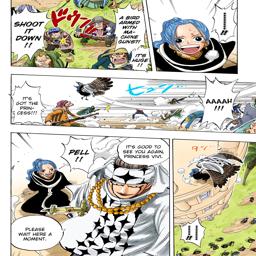 SHOOT
IT
DOWN!!
A BIRD
ARMED
WITH
MA-
CHINE
GUNS!?
IT'S
HUGE
!!
IT'S
GOT THE
PRIN-
CESS!!!
AAAAH
!!!!
PELL
!!
IT'S GOOD TO
SEE YOU AGAIN,
PRINCESS VIVI.
PLEASE WAIT
HERE A
MOMENT.